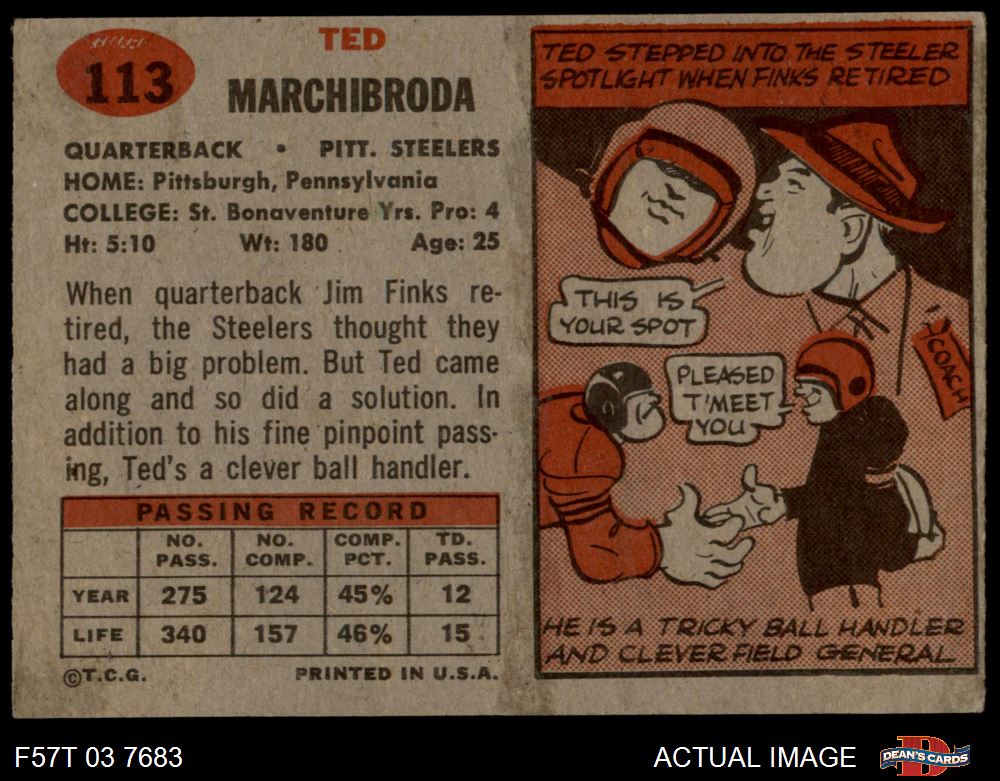 113
TED
MARCHIBRODA
QUARTERBACK • PITT. STEELERS
HOME: Pittsburgh, Pennsylvania
COLLEGE: St. Bonaventure Yrs. Pro: 4
Ht: 5:10 Wt: 180 Age: 25
When quarterback Jim Finks re-
tired, the Steelers thought they
had a big problem. But Ted came
along and so did a solution. In
addition to his fine pinpoint pass-
ing, Ted's a clever ball handler.
PASSING RECORD
NO. PASS. NO. COMP. COMP. PCT. TD. PASS.
YEAR 275 124 45% 12
LIFE 340 157 46% 15
©T.C.G. PRINTED IN U.S.A.
TED STEPPED INTO THE STEELER
SPOTLIGHT WHEN FINKS RETIRED
THIS IS
YOUR SPOT
COACH
PLEASED
T'MEET
YOU
HE IS A TRICKY BALL HANDLER
AND CLEVER FIELD GENERAL
F57T 03 7683 ACTUAL IMAGE DEAN'S CARDS